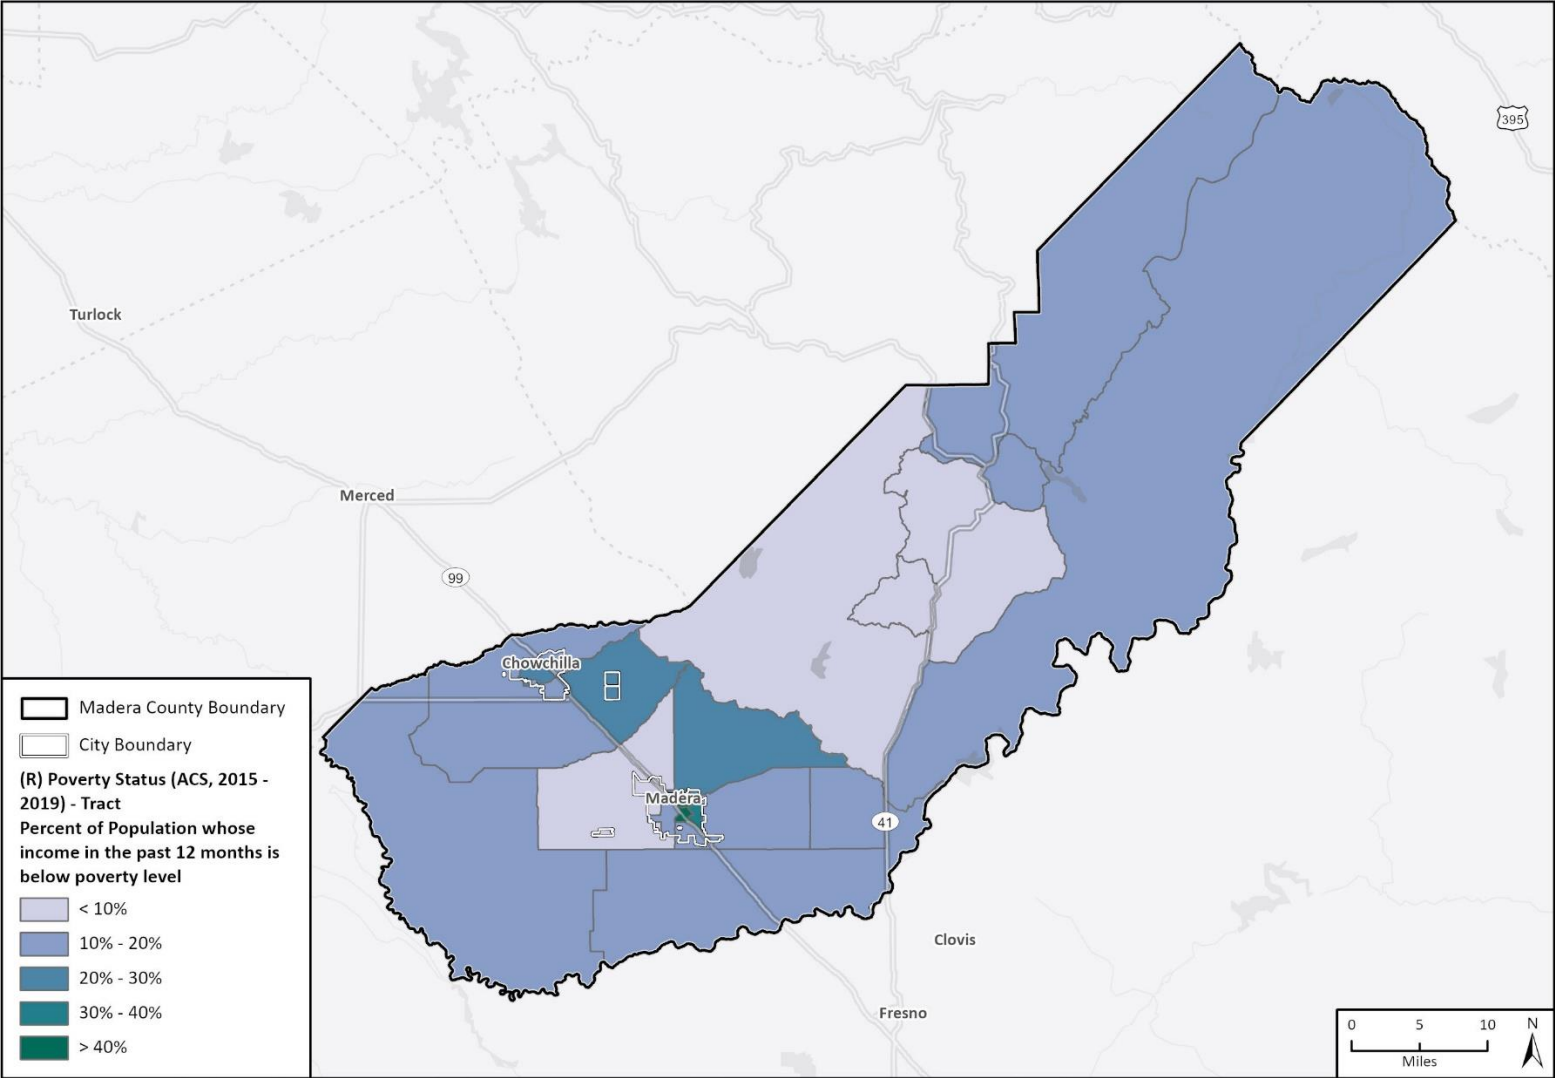 395
Turlock
Merced
99
Chowchilla
Madera
41
Clovis
Fresno
Madera County Boundary
City Boundary
(R) Poverty Status (ACS, 2015 -
2019) - Tract
Percent of Population whose
income in the past 12 months is
below poverty level
< 10%
10% - 20%
20% - 30%
30% - 40%
> 40%
0 5 10 N
Miles